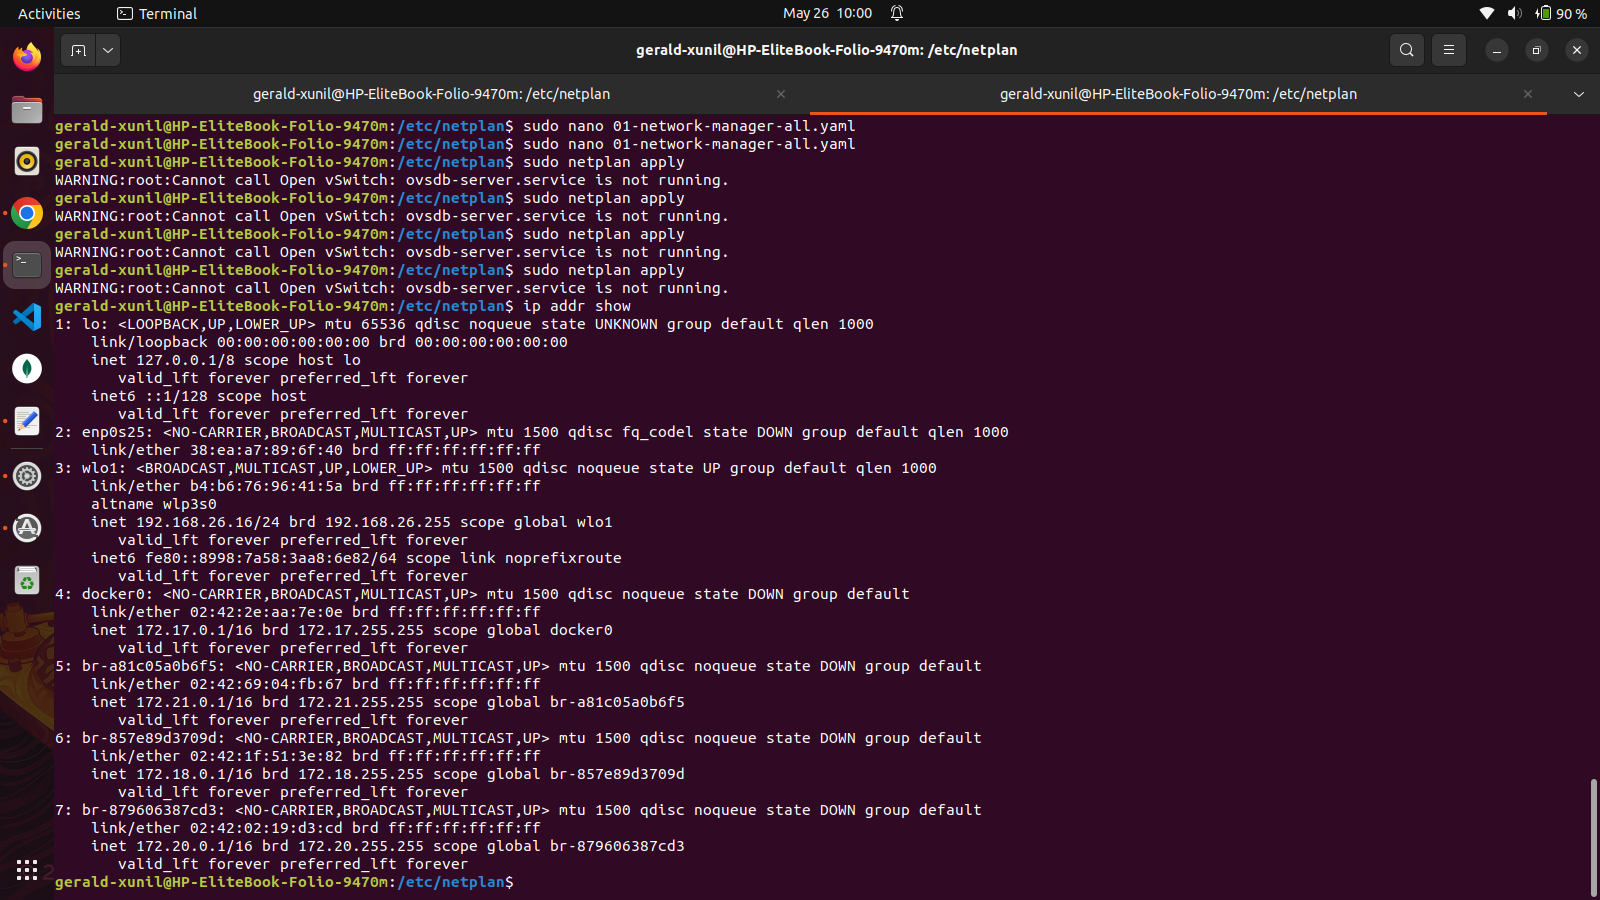 Activities
Terminal
May 26 10:00
90 %
gerald-xunil@HP-EliteBook-Folio-9470m: /etc/netplan
gerald-xunil@HP-EliteBook-Folio-9470m: /etc/netplan
gerald-xunil@HP-EliteBook-Folio-9470m: /etc/netplan
gerald-xunil@HP-EliteBook-Folio-9470m:/etc/netplan$ sudo nano 01-network-manager-all.yaml
gerald-xunil@HP-EliteBook-Folio-9470m:/etc/netplan$ sudo nano 01-network-manager-all.yaml
gerald-xunil@HP-EliteBook-Folio-9470m:/etc/netplan$ sudo netplan apply
WARNING:root:Cannot call Open vSwitch: ovsdb-server.service is not running.
gerald-xunil@HP-EliteBook-Folio-9470m:/etc/netplan$ sudo netplan apply
WARNING:root:Cannot call Open vSwitch: ovsdb-server.service is not running.
gerald-xunil@HP-EliteBook-Folio-9470m:/etc/netplan$ sudo netplan apply
WARNING:root:Cannot call Open vSwitch: ovsdb-server.service is not running.
gerald-xunil@HP-EliteBook-Folio-9470m:/etc/netplan$ sudo netplan apply
WARNING:root:Cannot call Open vSwitch: ovsdb-server.service is not running.
gerald-xunil@HP-EliteBook-Folio-9470m:/etc/netplan$ ip addr show
1: lo: <LOOPBACK,UP,LOWER_UP> mtu 65536 qdisc noqueue state UNKNOWN group default qlen 1000
link/loopback 00:00:00:00:00:00 brd 00:00:00:00:00:00
inet 127.0.0.1/8 scope host lo
valid_lft forever preferred_lft forever
inet6 ::1/128 scope host
valid_lft forever preferred_lft forever
2: enp0s25: <NO-CARRIER,BROADCAST,MULTICAST,UP> mtu 1500 qdisc fq_codel state DOWN group default qlen 1000
link/ether 38:ea:a7:89:6f:40 brd ff:ff:ff:ff:ff:ff
3: wlo1: <BROADCAST,MULTICAST,UP,LOWER_UP> mtu 1500 qdisc noqueue state UP group default qlen 1000
link/ether b4:b6:76:96:41:5a brd ff:ff:ff:ff:ff:ff
altname wlp3s0
inet 192.168.26.16/24 brd 192.168.26.255 scope global wlo1
valid_lft forever preferred_lft forever
inet6 fe80::8998:7a58:3aa8:6e82/64 scope link noprefixroute
valid_lft forever preferred_lft forever
4: docker0: <NO-CARRIER,BROADCAST,MULTICAST,UP> mtu 1500 qdisc noqueue state DOWN group default
link/ether 02:42:2e:aa:7e:0e brd ff:ff:ff:ff:ff:ff
inet 172.17.0.1/16 brd 172.17.255.255 scope global docker0
valid_lft forever preferred_lft forever
5: br-a81c05a0b6f5: <NO-CARRIER,BROADCAST,MULTICAST,UP> mtu 1500 qdisc noqueue state DOWN group default
link/ether 02:42:69:04:fb:67 brd ff:ff:ff:ff:ff:ff
inet 172.21.0.1/16 brd 172.21.255.255 scope global br-a81c05a0b6f5
valid_lft forever preferred_lft forever
6: br-857e89d3709d: <NO-CARRIER,BROADCAST,MULTICAST,UP> mtu 1500 qdisc noqueue state DOWN group default
link/ether 02:42:1f:51:3e:82 brd ff:ff:ff:ff:ff:ff
inet 172.18.0.1/16 brd 172.18.255.255 scope global br-857e89d3709d
valid_lft forever preferred_lft forever
7: br-879606387cd3: <NO-CARRIER,BROADCAST,MULTICAST,UP> mtu 1500 qdisc noqueue state DOWN group default
link/ether 02:42:02:19:d3:cd brd ff:ff:ff:ff:ff:ff
inet 172.20.0.1/16 brd 172.20.255.255 scope global br-879606387cd3
valid_lft forever preferred_lft forever
gerald-xunil@HP-EliteBook-Folio-9470m:/etc/netplan$